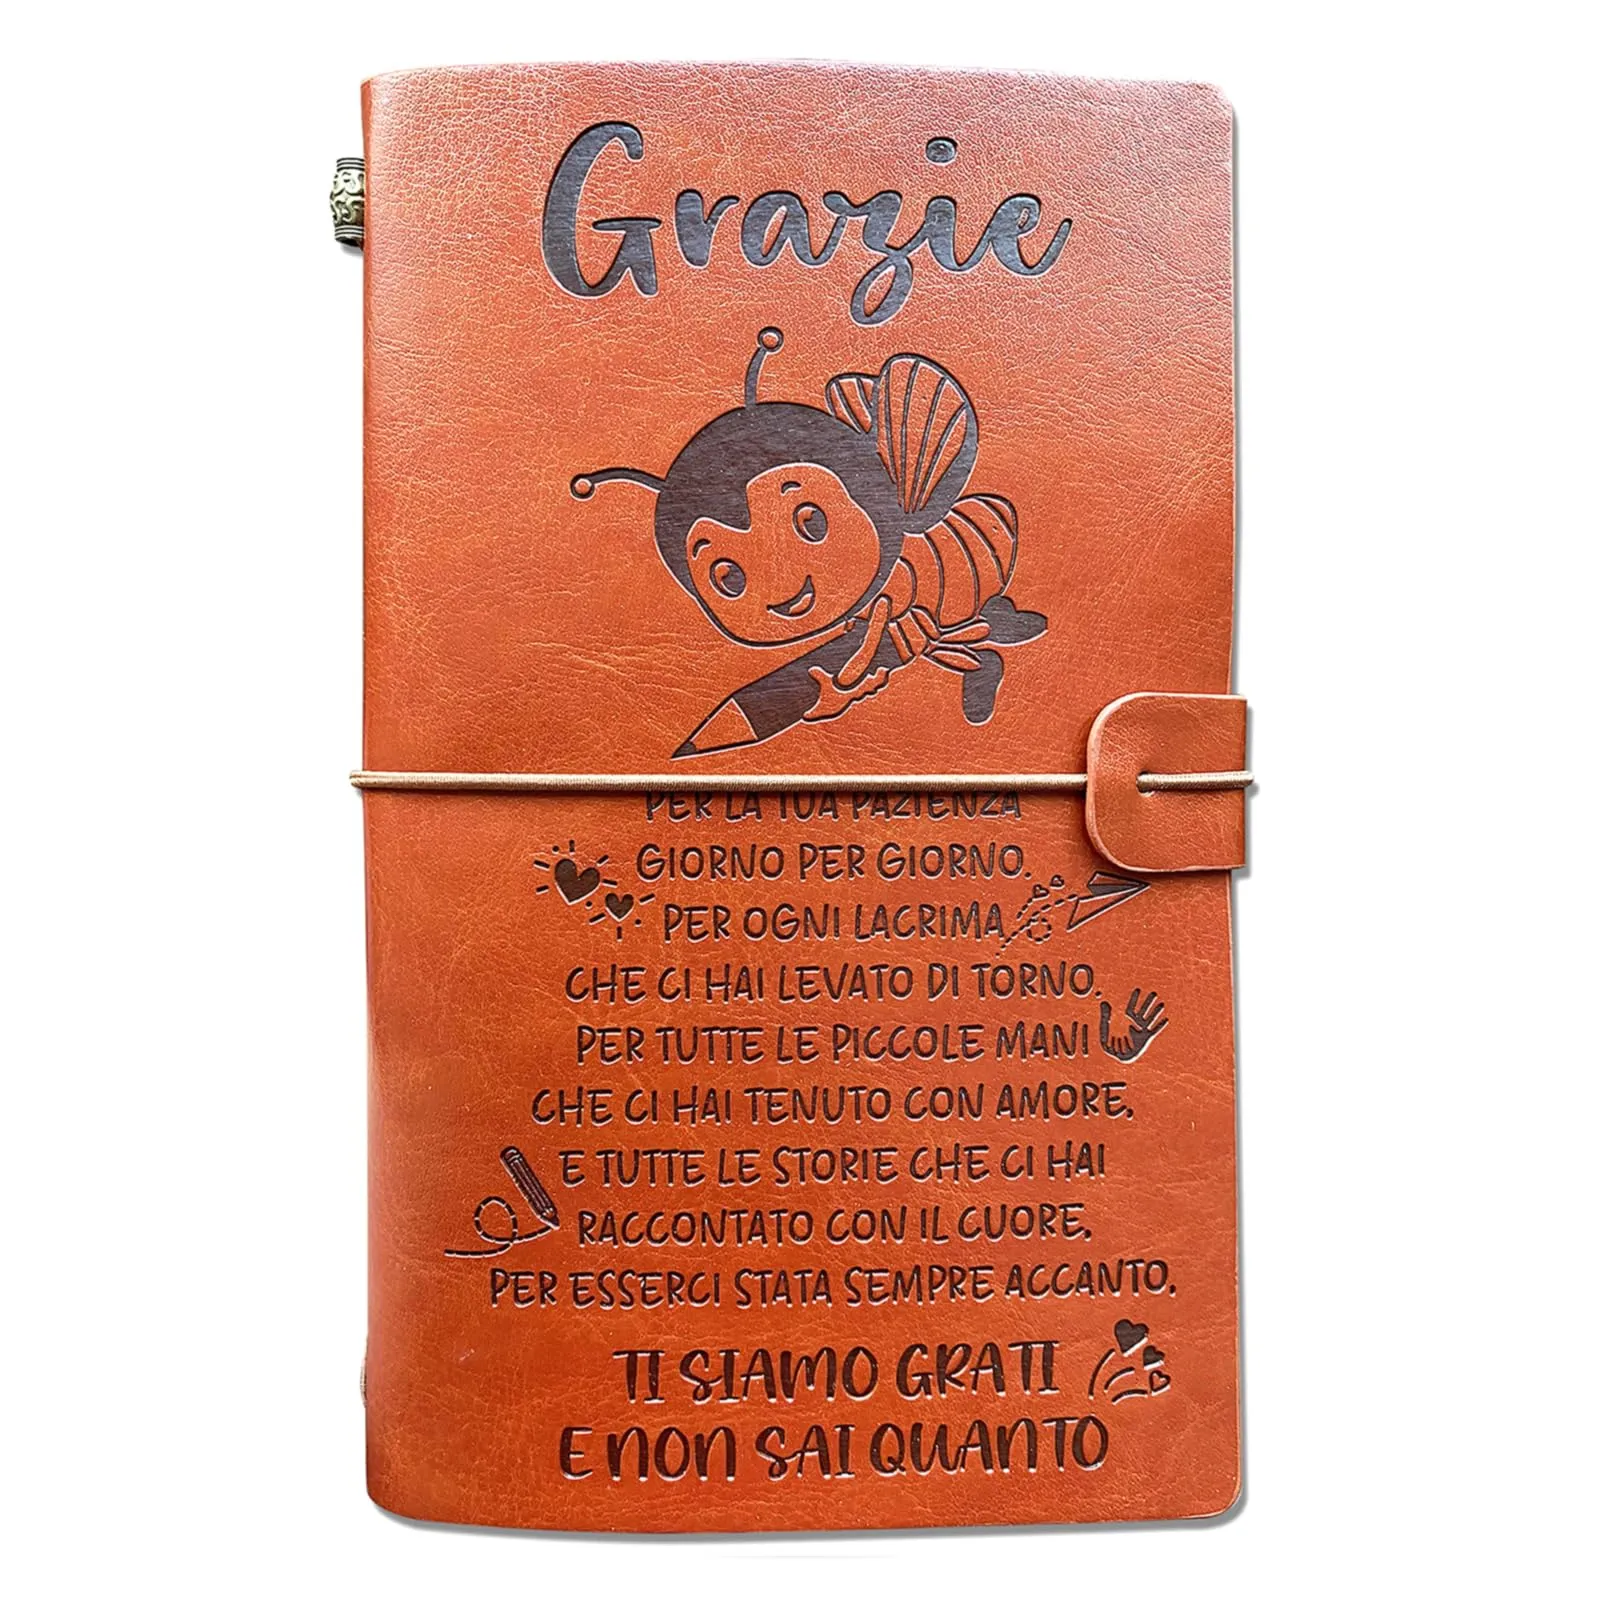 Grazie
PER LA TUA PAZIENZA
GIORNO PER GIORNO.
PER OGNI LACRIMA
CHE CI HAI LEVATO DI TORNO.
PER TUTTE LE PICCOLE MANI
CHE CI HAI TENUTO CON AMORE.
E TUTTE LE STORIE CHE CI HAI
RACCONTATO CON IL CUORE.
PER ESSERCI STATA SEMPRE ACCANTO.
TI SIAMO GRATI
E NON SAI QUANTO